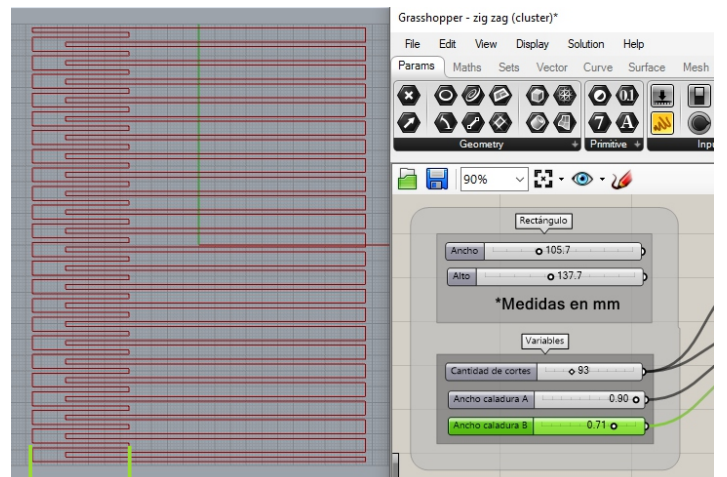 Grasshopper - zig zag (cluster)*
File Edit View Display Solution Help
Params Maths Sets Vector Curve Surface Mesh
Geometry Primitive
90%
Rectángulo
Ancho 105.7
Alto 137.7
*Medidas en mm
Variables
Cantidad de cortes 93
Ancho caladura A 0.90
Ancho caladura B 0.71